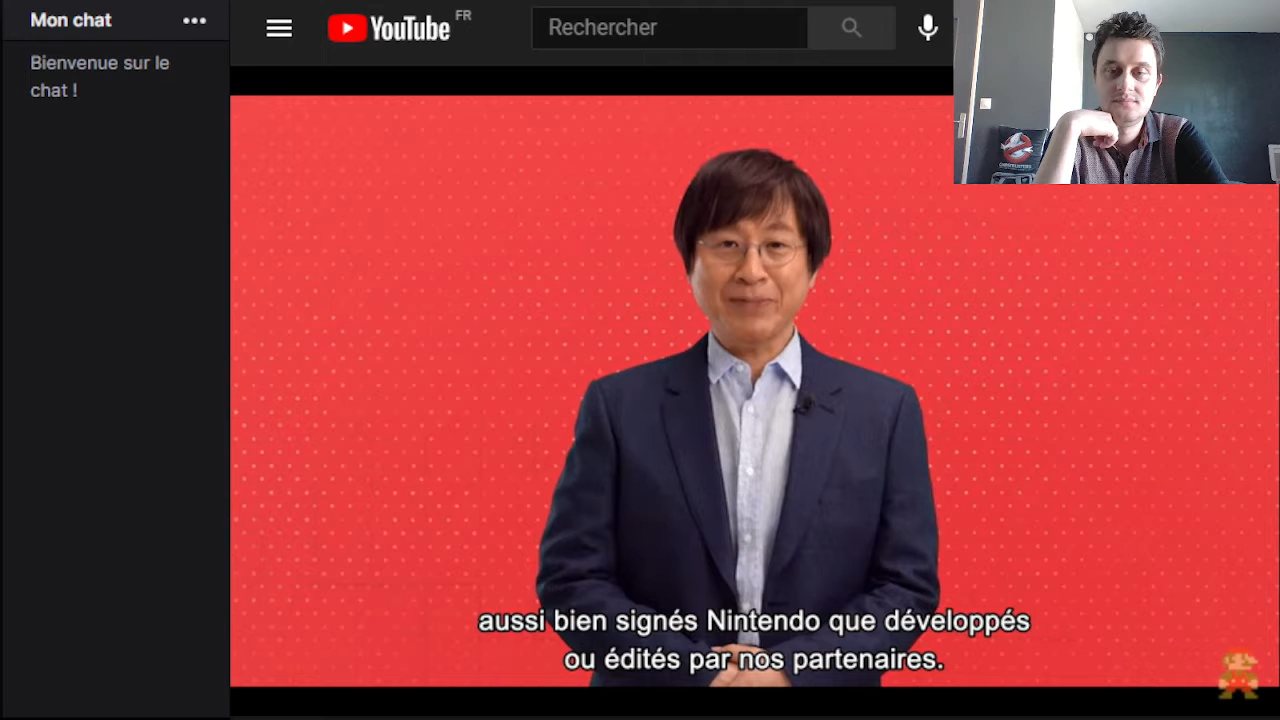 Mon chat
Bienvenue sur le
chat !
YouTube FR
Rechercher
aussi bien signés Nintendo que développés
ou édités par nos partenaires.